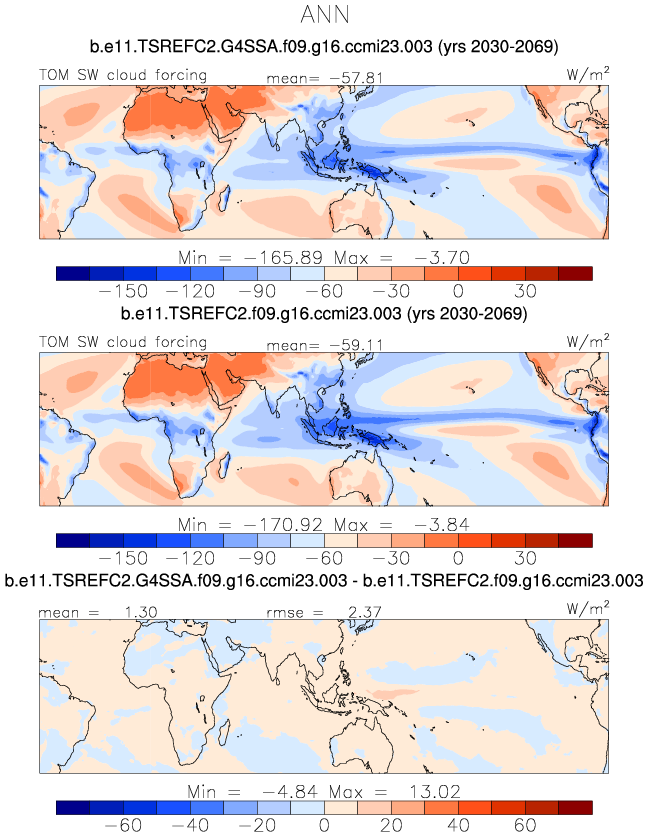 ANN
b.e11.TSREFC2.G4SSA.f09.g16.ccmi23.003 (yrs 2030-2069)
TOM SW cloud forcing mean= −57.81 W/m²
Min = −165.89 Max = −3.70
−150 −120 −90 −60 −30 0 30
b.e11.TSREFC2.f09.g16.ccmi23.003 (yrs 2030-2069)
TOM SW cloud forcing mean= −59.11 W/m²
Min = −170.92 Max = −3.84
−150 −120 −90 −60 −30 0 30
b.e11.TSREFC2.G4SSA.f09.g16.ccmi23.003 - b.e11.TSREFC2.f09.g16.ccmi23.003
mean = 1.30 rmse = 2.37 W/m²
Min = −4.84 Max = 13.02
−60 −40 −20 0 20 40 60